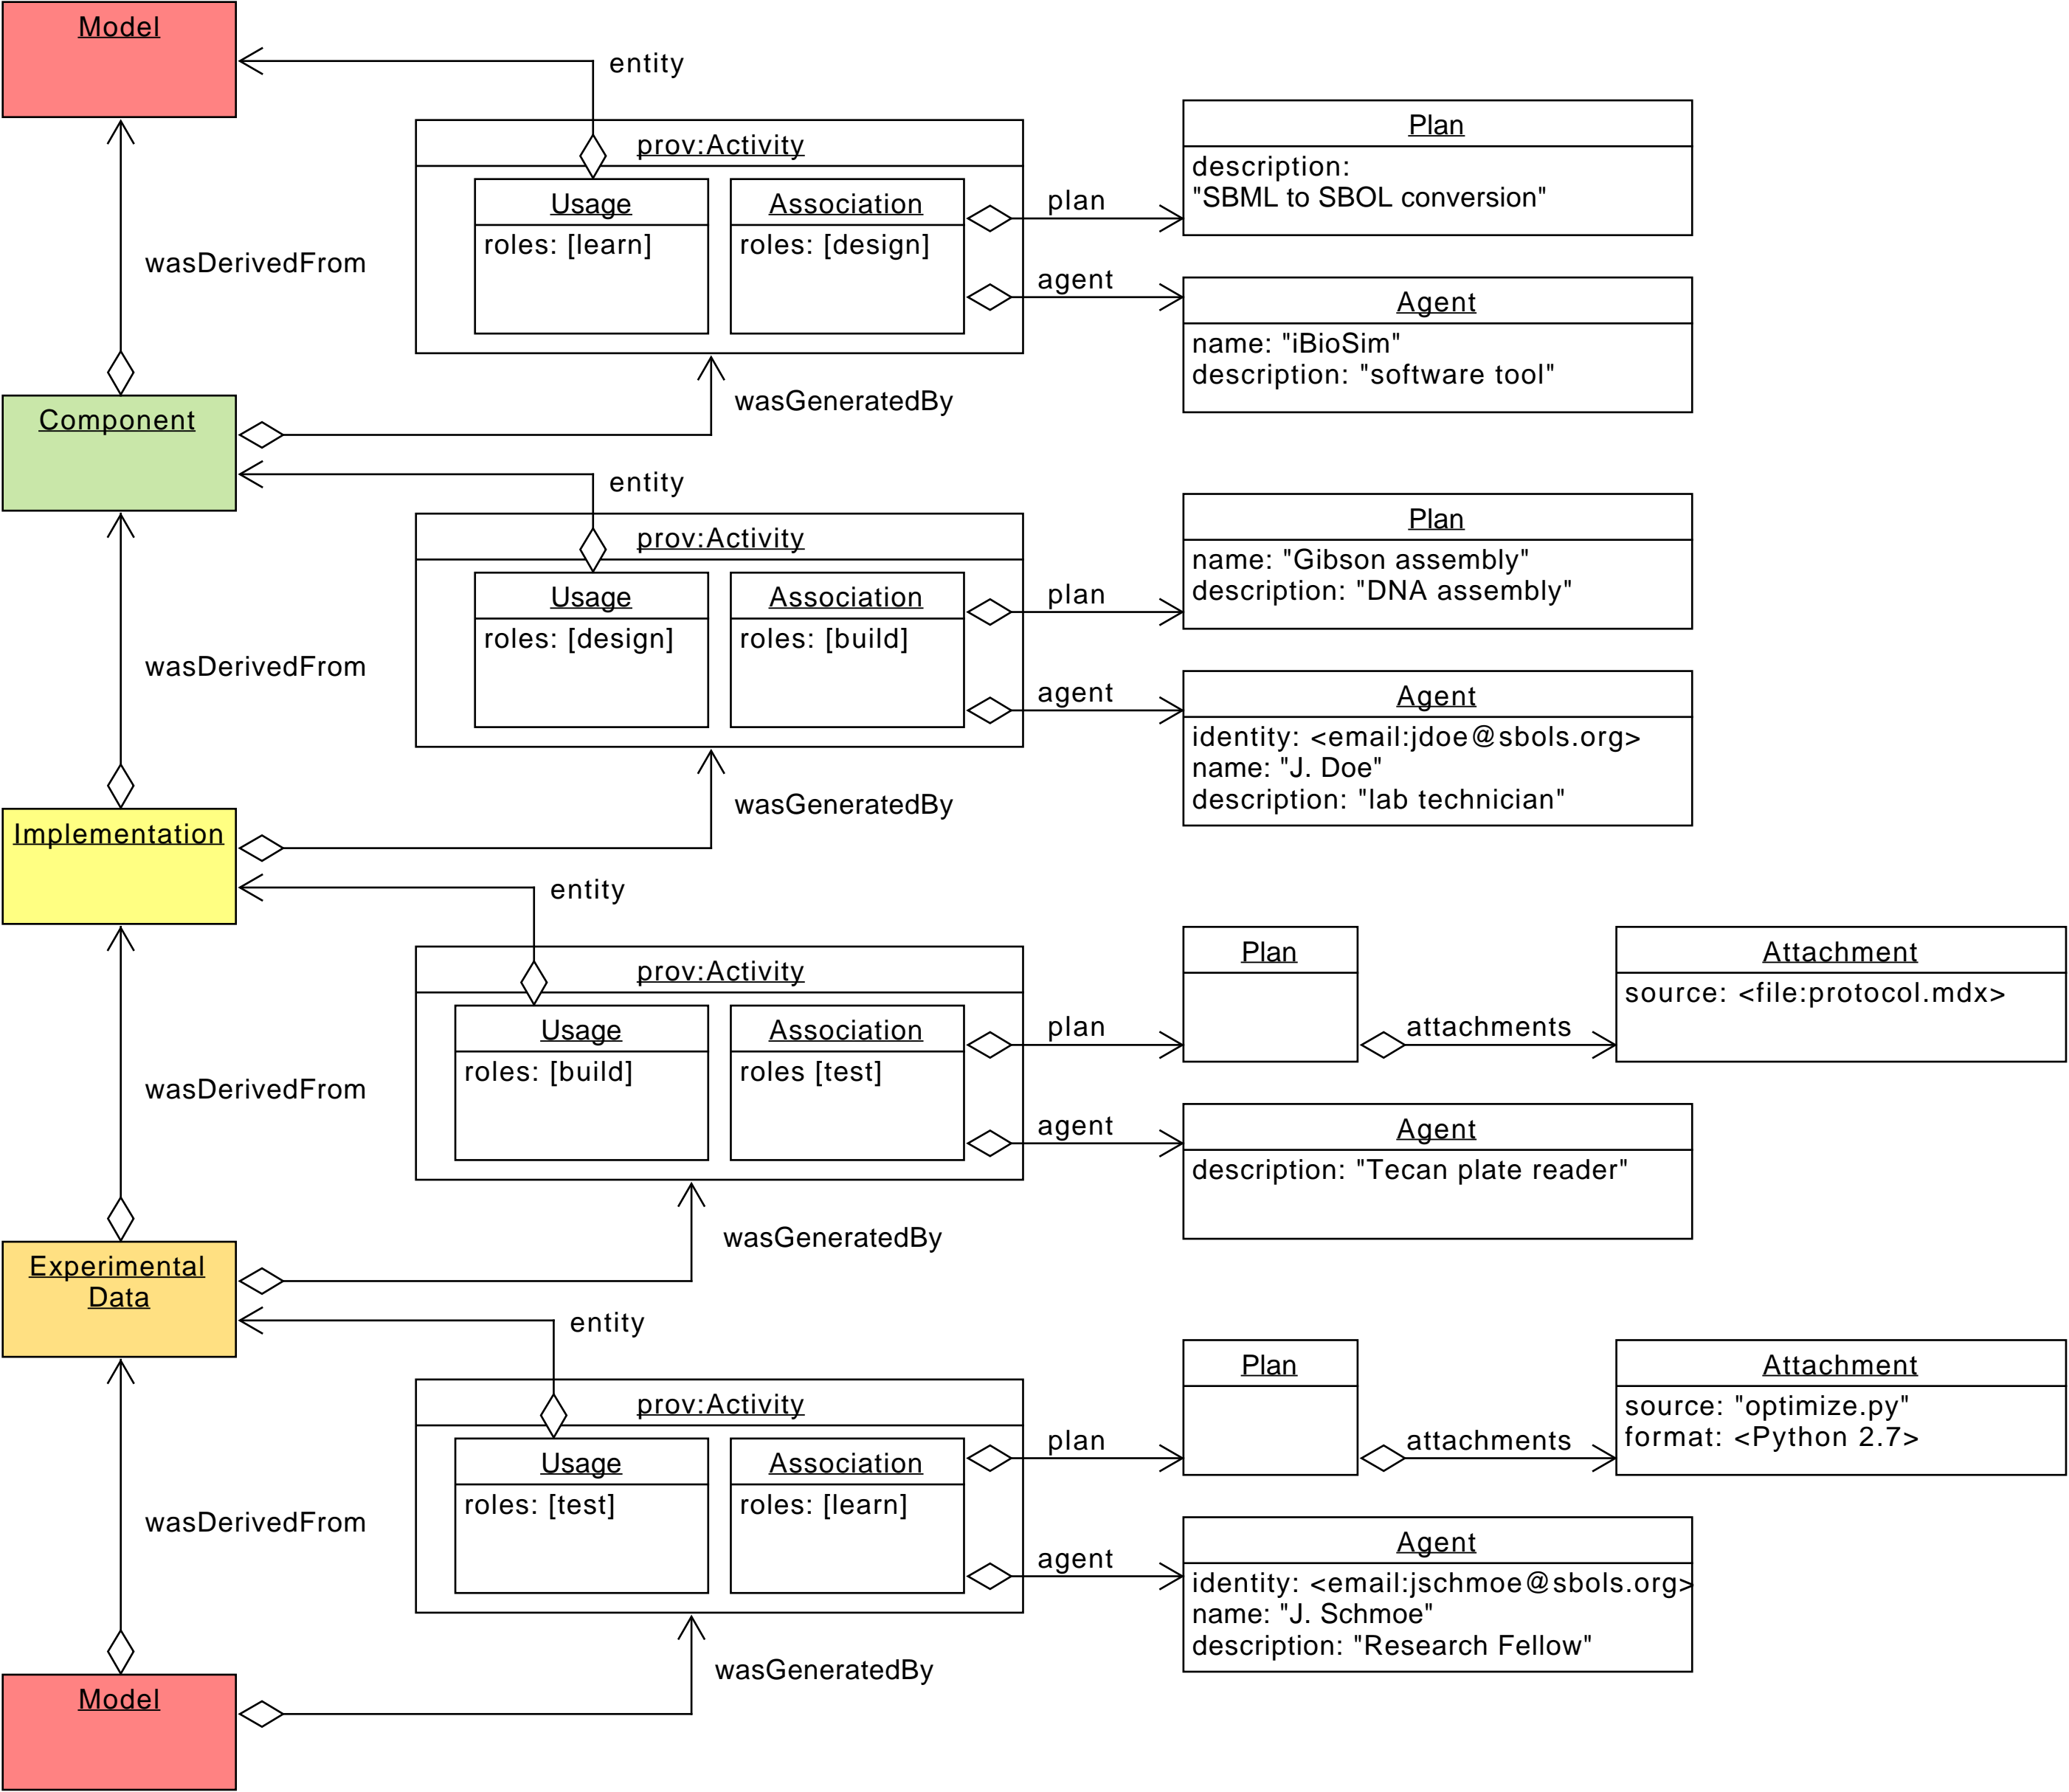 Model
entity
prov:Activity
Usage
roles: [learn]
Association
roles: [design]
plan
agent
Plan
description:
"SBML to SBOL conversion"
Agent
name: "iBioSim"
description: "software tool"
wasDerivedFrom
wasGeneratedBy
Component
entity
prov:Activity
Usage
roles: [design]
Association
roles: [build]
plan
agent
Plan
name: "Gibson assembly"
description: "DNA assembly"
Agent
identity: <email:jdoe@sbols.org>
name: "J. Doe"
description: "lab technician"
wasDerivedFrom
wasGeneratedBy
Implementation
entity
prov:Activity
Usage
roles: [build]
Association
roles [test]
plan
agent
Plan
attachments
Attachment
source: <file:protocol.mdx>
Agent
description: "Tecan plate reader"
wasDerivedFrom
wasGeneratedBy
Experimental
Data
entity
prov:Activity
Usage
roles: [test]
Association
roles: [learn]
plan
agent
Plan
attachments
Attachment
source: "optimize.py"
format: <Python 2.7>
Agent
identity: <email:jschmoe@sbols.org>
name: "J. Schmoe"
description: "Research Fellow"
wasDerivedFrom
wasGeneratedBy
Model